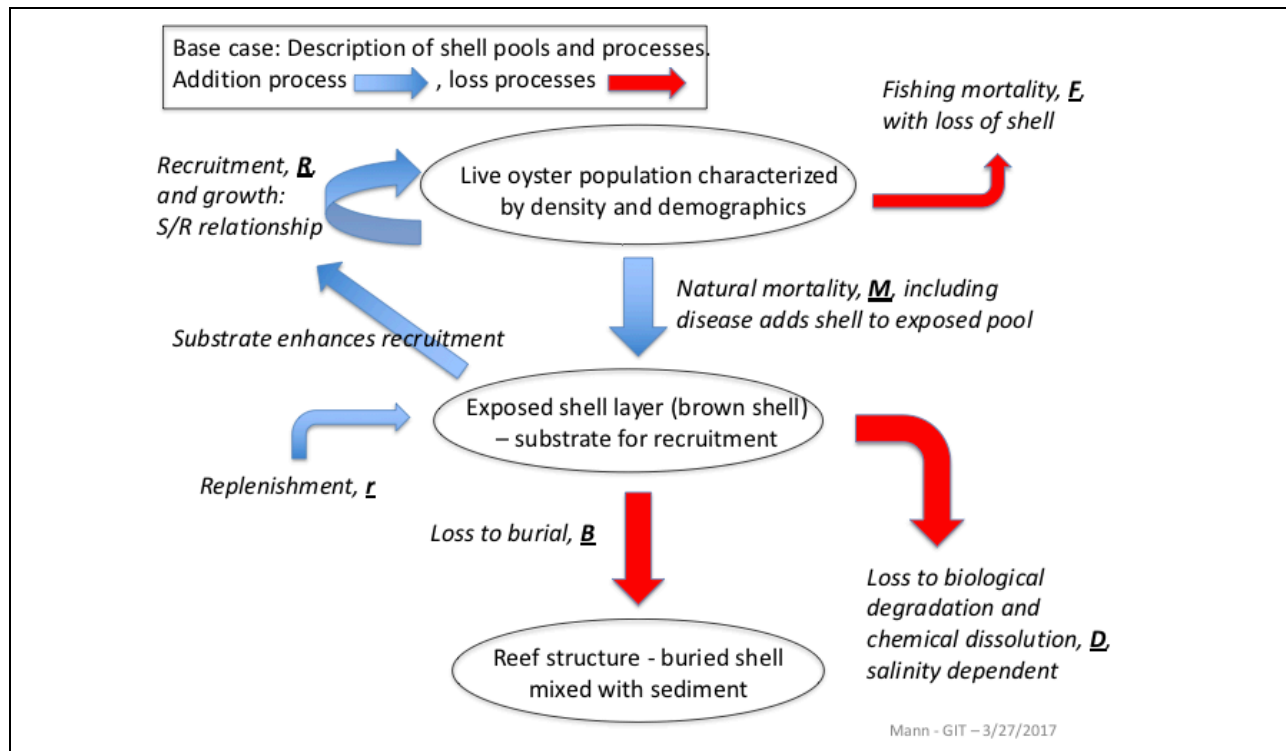 Base case: Description of shell pools and processes.
Addition process , loss processes
Fishing mortality, F,
with loss of shell
Recruitment, R,
and growth:
S/R relationship
Live oyster population characterized
by density and demographics
Natural mortality, M, including
disease adds shell to exposed pool
Substrate enhances recruitment
Exposed shell layer (brown shell)
– substrate for recruitment
Replenishment, r
Loss to burial, B
Loss to biological
degradation and
chemical dissolution, D,
salinity dependent
Reef structure - buried shell
mixed with sediment
Mann - GIT – 3/27/2017